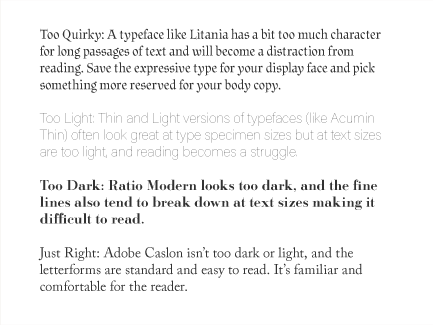 Too Quirky: A typeface like Litania has a bit too much character
for long passages of text and will become a distraction from
reading. Save the expressive type for your display face and pick
something more reserved for your body copy.
Too Light: Thin and Light versions of typefaces (like Acumin
Thin) often look great at type specimen sizes but at text sizes
are too light, and reading becomes a struggle.
Too Dark: Ratio Modern looks too dark, and the fine
lines also tend to break down at text sizes making it
difficult to read.
Just Right: Adobe Caslon isn’t too dark or light, and the
letterforms are standard and easy to read. It’s familiar and
comfortable for the reader.